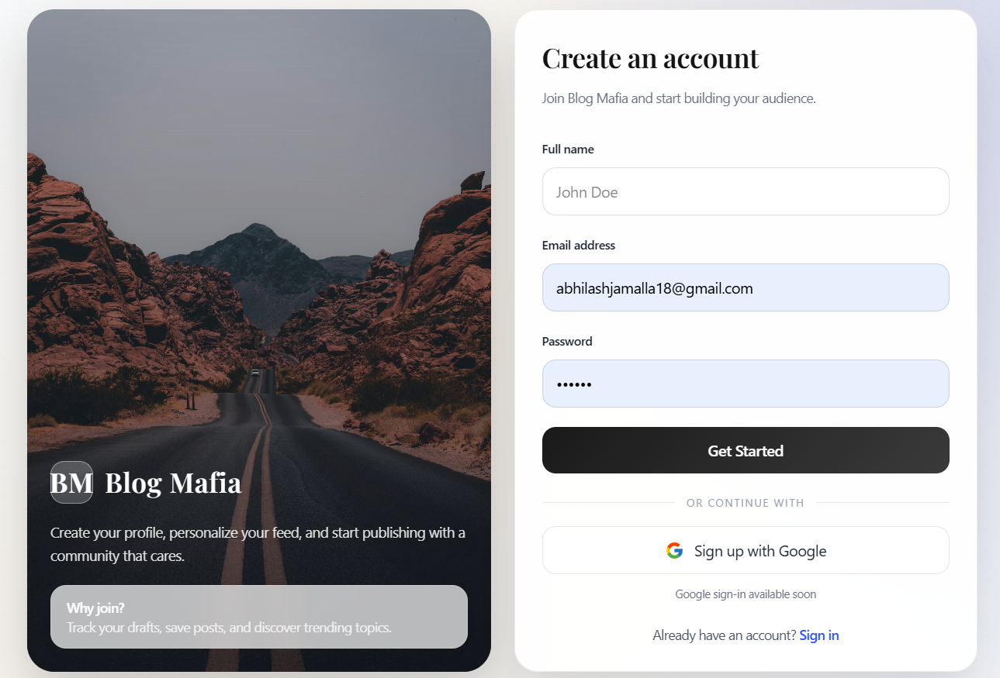 BM Blog Mafia
Create your profile, personalize your feed, and start publishing with a
community that cares.
Why join?
Track your drafts, save posts, and discover trending topics.
Create an account
Join Blog Mafia and start building your audience.
Full name
John Doe
Email address
abhilashjamalla18@gmail.com
Password
••••••
Get Started
OR CONTINUE WITH
Sign up with Google
Google sign-in available soon
Already have an account? Sign in